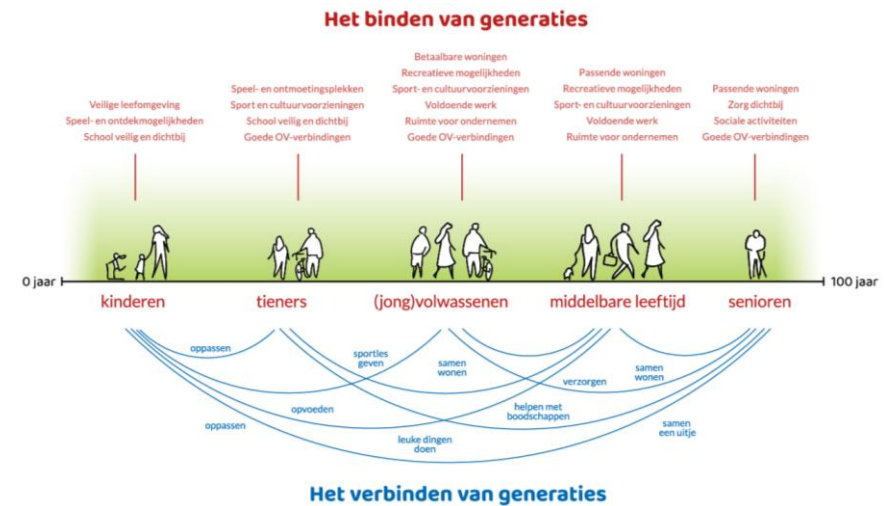 Het binden van generaties
Veilige leefomgeving
Speel- en ontdekmogelijkheden
School veilig en dichtbij
Speel- en ontmoetingsplekken
Sport en cultuurvoorzieningen
School veilig en dichtbij
Goede OV-verbindingen
Betaalbare woningen
Recreatieve mogelijkheden
Sport- en cultuurvoorzieningen
Voldoende werk
Ruimte voor ondernemen
Goede OV-verbindingen
Passende woningen
Recreatieve mogelijkheden
Sport- en cultuurvoorzieningen
Voldoende werk
Ruimte voor ondernemen
Passende woningen
Zorg dichtbij
Sociale activiteiten
Goede OV-verbindingen
0 jaar
100 jaar
kinderen
tieners
(jong)volwassenen
middelbare leeftijd
senioren
oppassen
sportles
geven
samen
wonen
verzorgen
samen
wonen
opvoeden
helpen met
boodschappen
oppassen
leuke dingen
doen
samen
een uitje
Het verbinden van generaties